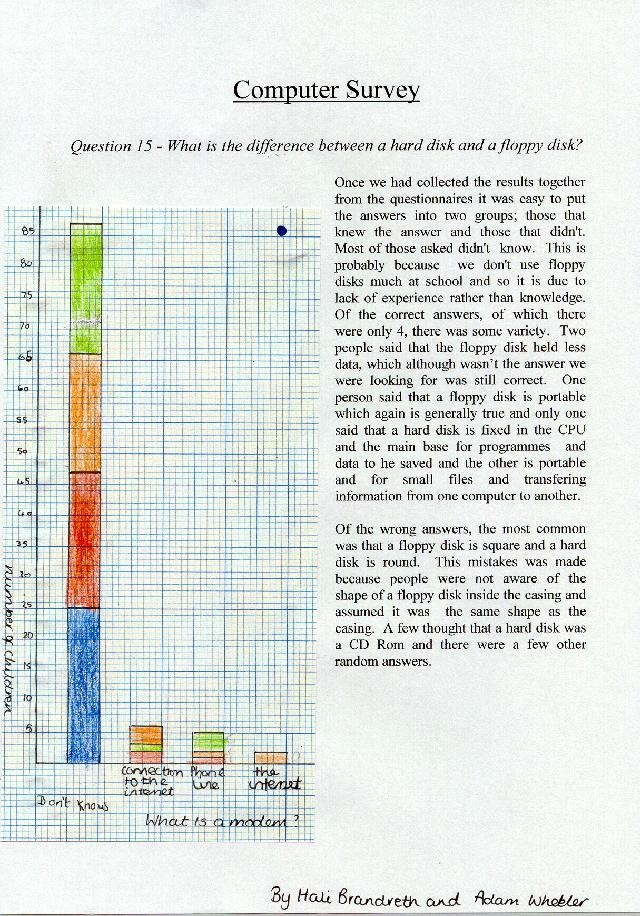 Computer Survey
Question 15 - What is the difference between a hard disk and a floppy disk?
Once we had collected the results together
from the questionnaires it was easy to put
the answers into two groups; those that
knew the answer and those that didn't.
Most of those asked didn't know. This is
probably because we don't use floppy
disks much at school and so it is due to
lack of experience rather than knowledge.
Of the correct answers, of which there
were only 4, there was some variety. Two
people said that the floppy disk held less
data, which although wasn't the answer we
were looking for was still correct. One
person said that a floppy disk is portable
which again is generally true and only one
said that a hard disk is fixed in the CPU
and the main base for programmes and
data to he saved and the other is portable
and for small files and transfering
information from one computer to another.
Of the wrong answers, the most common
was that a floppy disk is square and a hard
disk is round. This mistakes was made
because people were not aware of the
shape of a floppy disk inside the casing and
assumed it was the same shape as the
casing. A few thought that a hard disk was
a CD Rom and there were a few other
random answers.
85
80
75
70
65
60
55
50
45
40
35
30
25
20
15
10
5
number of children
Don't know
connection
to the
internet
Phone
line
the
internet
What is a modem?
By Hali Brandreth and Adam Wheeler